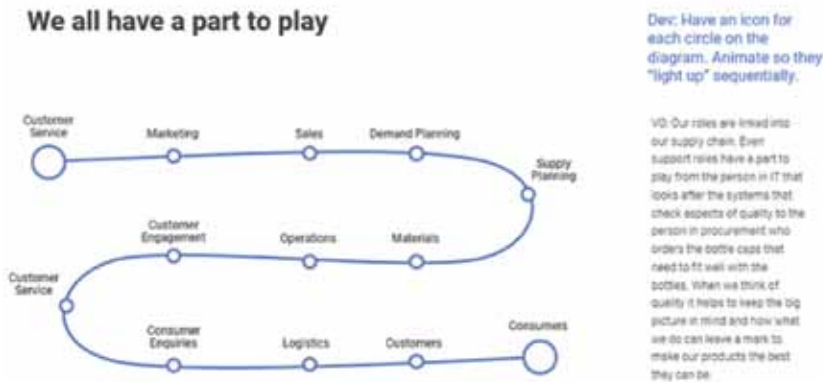 We all have a part to play
Dev: Have an icon for
each circle on the
diagram. Animate so they
"light up" sequentially.
Customer
Service
Marketing
Sales
Demand Planning
Supply
Planning
Customer
Engagement
Operations
Materials
Customer
Service
Consumer
Enquiries
Logistics
Customers
Consumers
VO: Our roles are linked into
our supply chain. Even
support roles have a part to
play from the person in IT that
looks after the systems that
check aspects of quality to the
person in procurement who
orders the bottle caps that
need to fit well with the
bottles. When we think of
quality it helps to keep the big
picture in mind and how what
we do can leave a mark to
make our products the best
they can be.